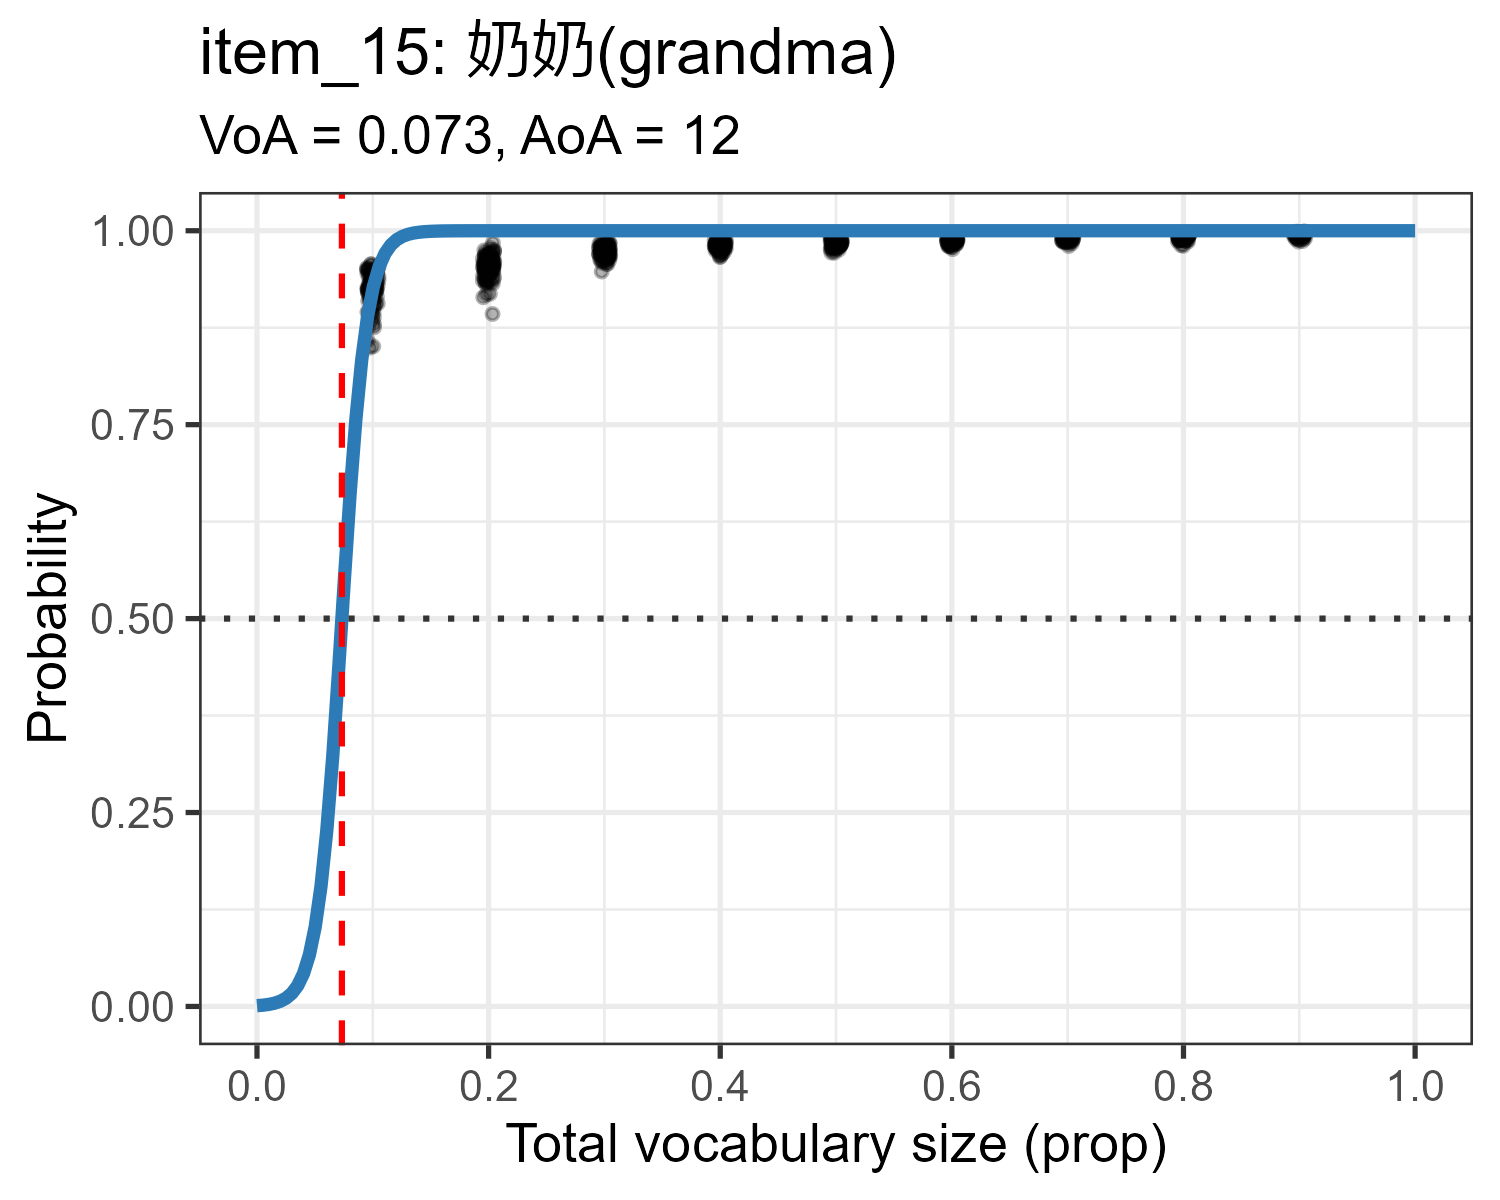 item_15: 奶奶(grandma)
VoA = 0.073, AoA = 12
1.00
0.75
0.50
0.25
0.00
Probability
0.0 0.2 0.4 0.6 0.8 1.0
Total vocabulary size (prop)